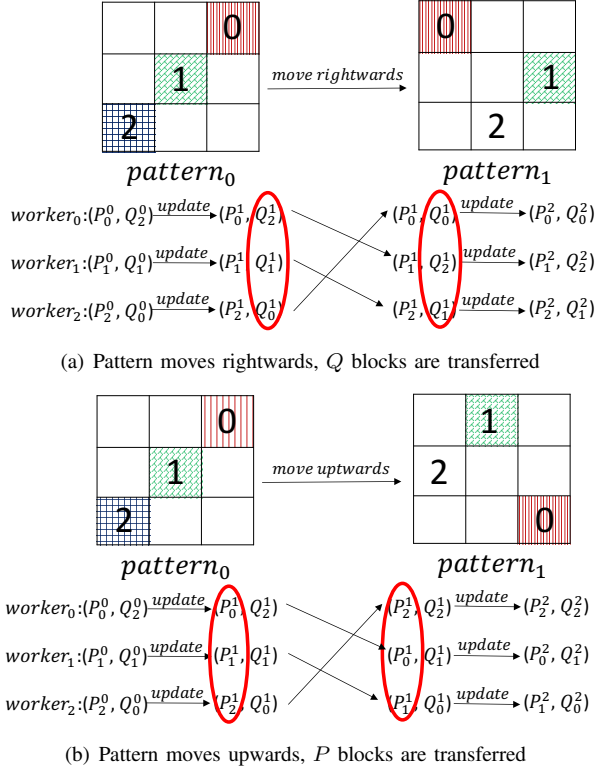 0 0
1 move rightwards 1
2 2
pattern₀ pattern₁
worker₀:(P₀⁰, Q₂⁰) update (P₀¹, Q₂¹) (P₀¹, Q₀¹) update (P₀², Q₀²)
worker₁:(P₁⁰, Q₁⁰) update (P₁¹, Q₁¹) (P₁¹, Q₂¹) update (P₁², Q₂²)
worker₂:(P₂⁰, Q₀⁰) update (P₂¹, Q₀¹) (P₂¹, Q₁¹) update (P₂², Q₁²)
(a) Pattern moves rightwards, Q blocks are transferred
0 1
1 move uptwards 2
2 0
pattern₀ pattern₁
worker₀:(P₀⁰, Q₂⁰) update (P₀¹, Q₂¹) (P₂¹, Q₂¹) update (P₂², Q₂²)
worker₁:(P₁⁰, Q₁⁰) update (P₁¹, Q₁¹) (P₀¹, Q₁¹) update (P₀², Q₁²)
worker₂:(P₂⁰, Q₀⁰) update (P₂¹, Q₀¹) (P₁¹, Q₀¹) update (P₁², Q₀²)
(b) Pattern moves upwards, P blocks are transferred